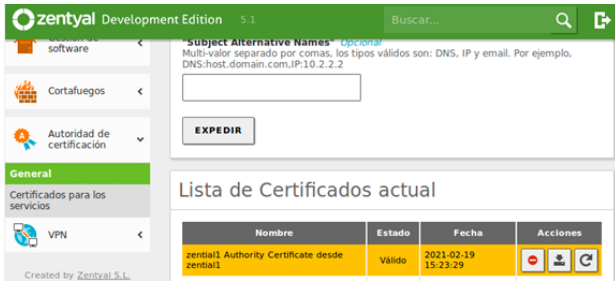 zentyal Development Edition 5.1
Buscar...
Gestión de
software
Cortafuegos
Autoridad de
certificación
General
Certificados para los
servicios
VPN
Created by Zentyal S.L.
"Subject Alternative Names" Opcional
Multi-valor separado por comas, los tipos válidos son: DNS, IP y email. Por ejemplo,
DNS:host.domain.com,IP:10.2.2.2
EXPEDIR
Lista de Certificados actual
Nombre Estado Fecha Acciones
zential1 Authority Certificate desde
zential1
Válido
2021-02-19
15:23:29